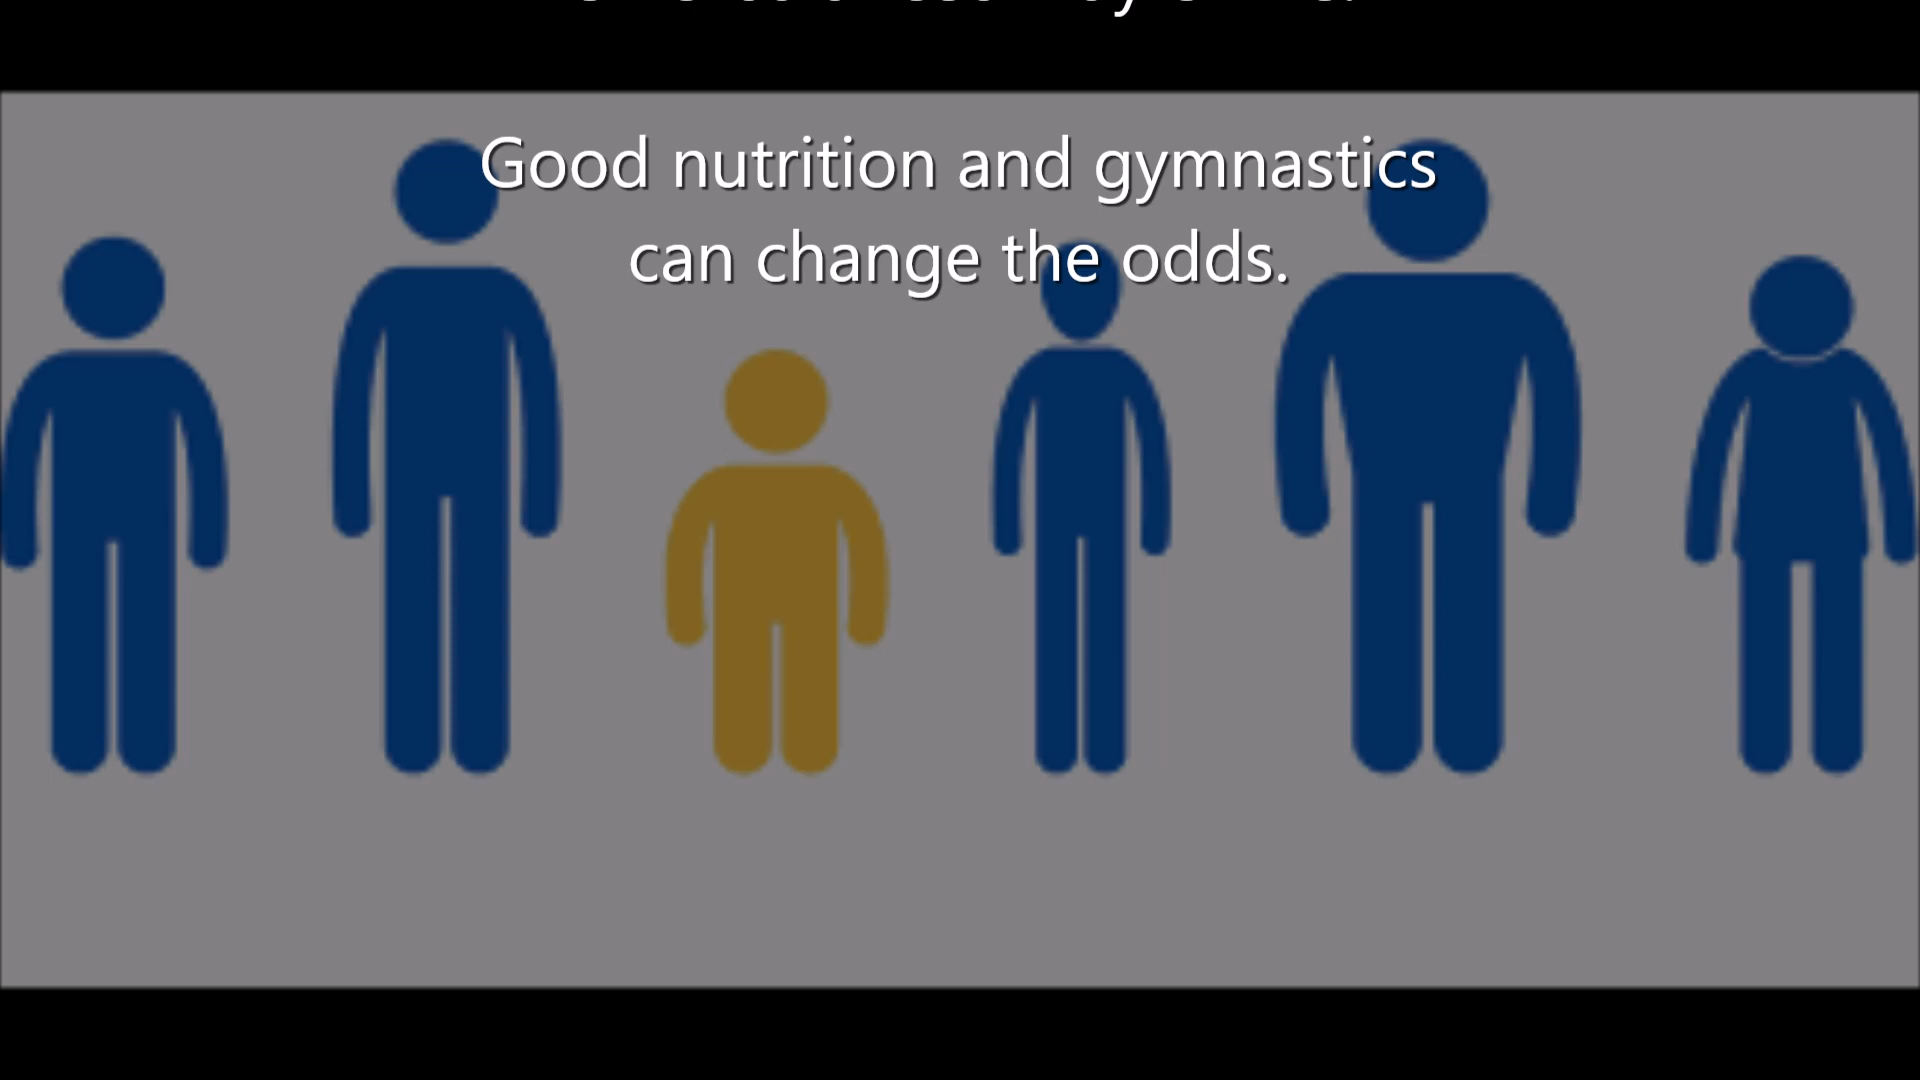 Good nutrition and gymnastics
can change the odds.